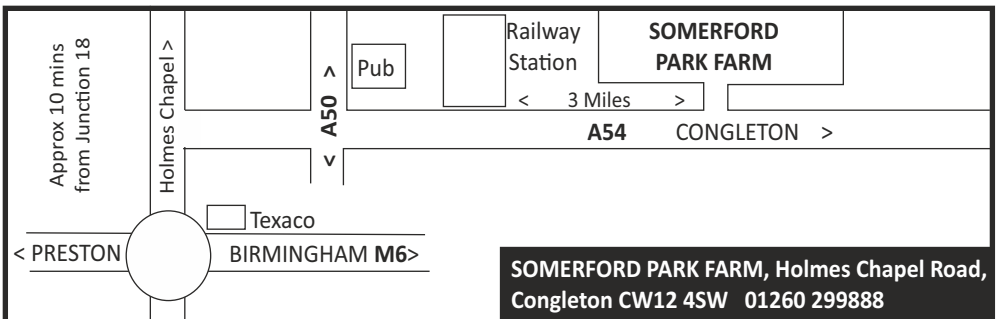 Approx 10 mins
from Junction 18
Holmes Chapel >
< A50 >
Pub
Railway
Station
SOMERFORD
PARK FARM
< 3 Miles >
A54 CONGLETON >
Texaco
< PRESTON
BIRMINGHAM M6>
SOMERFORD PARK FARM, Holmes Chapel Road,
Congleton CW12 4SW 01260 299888